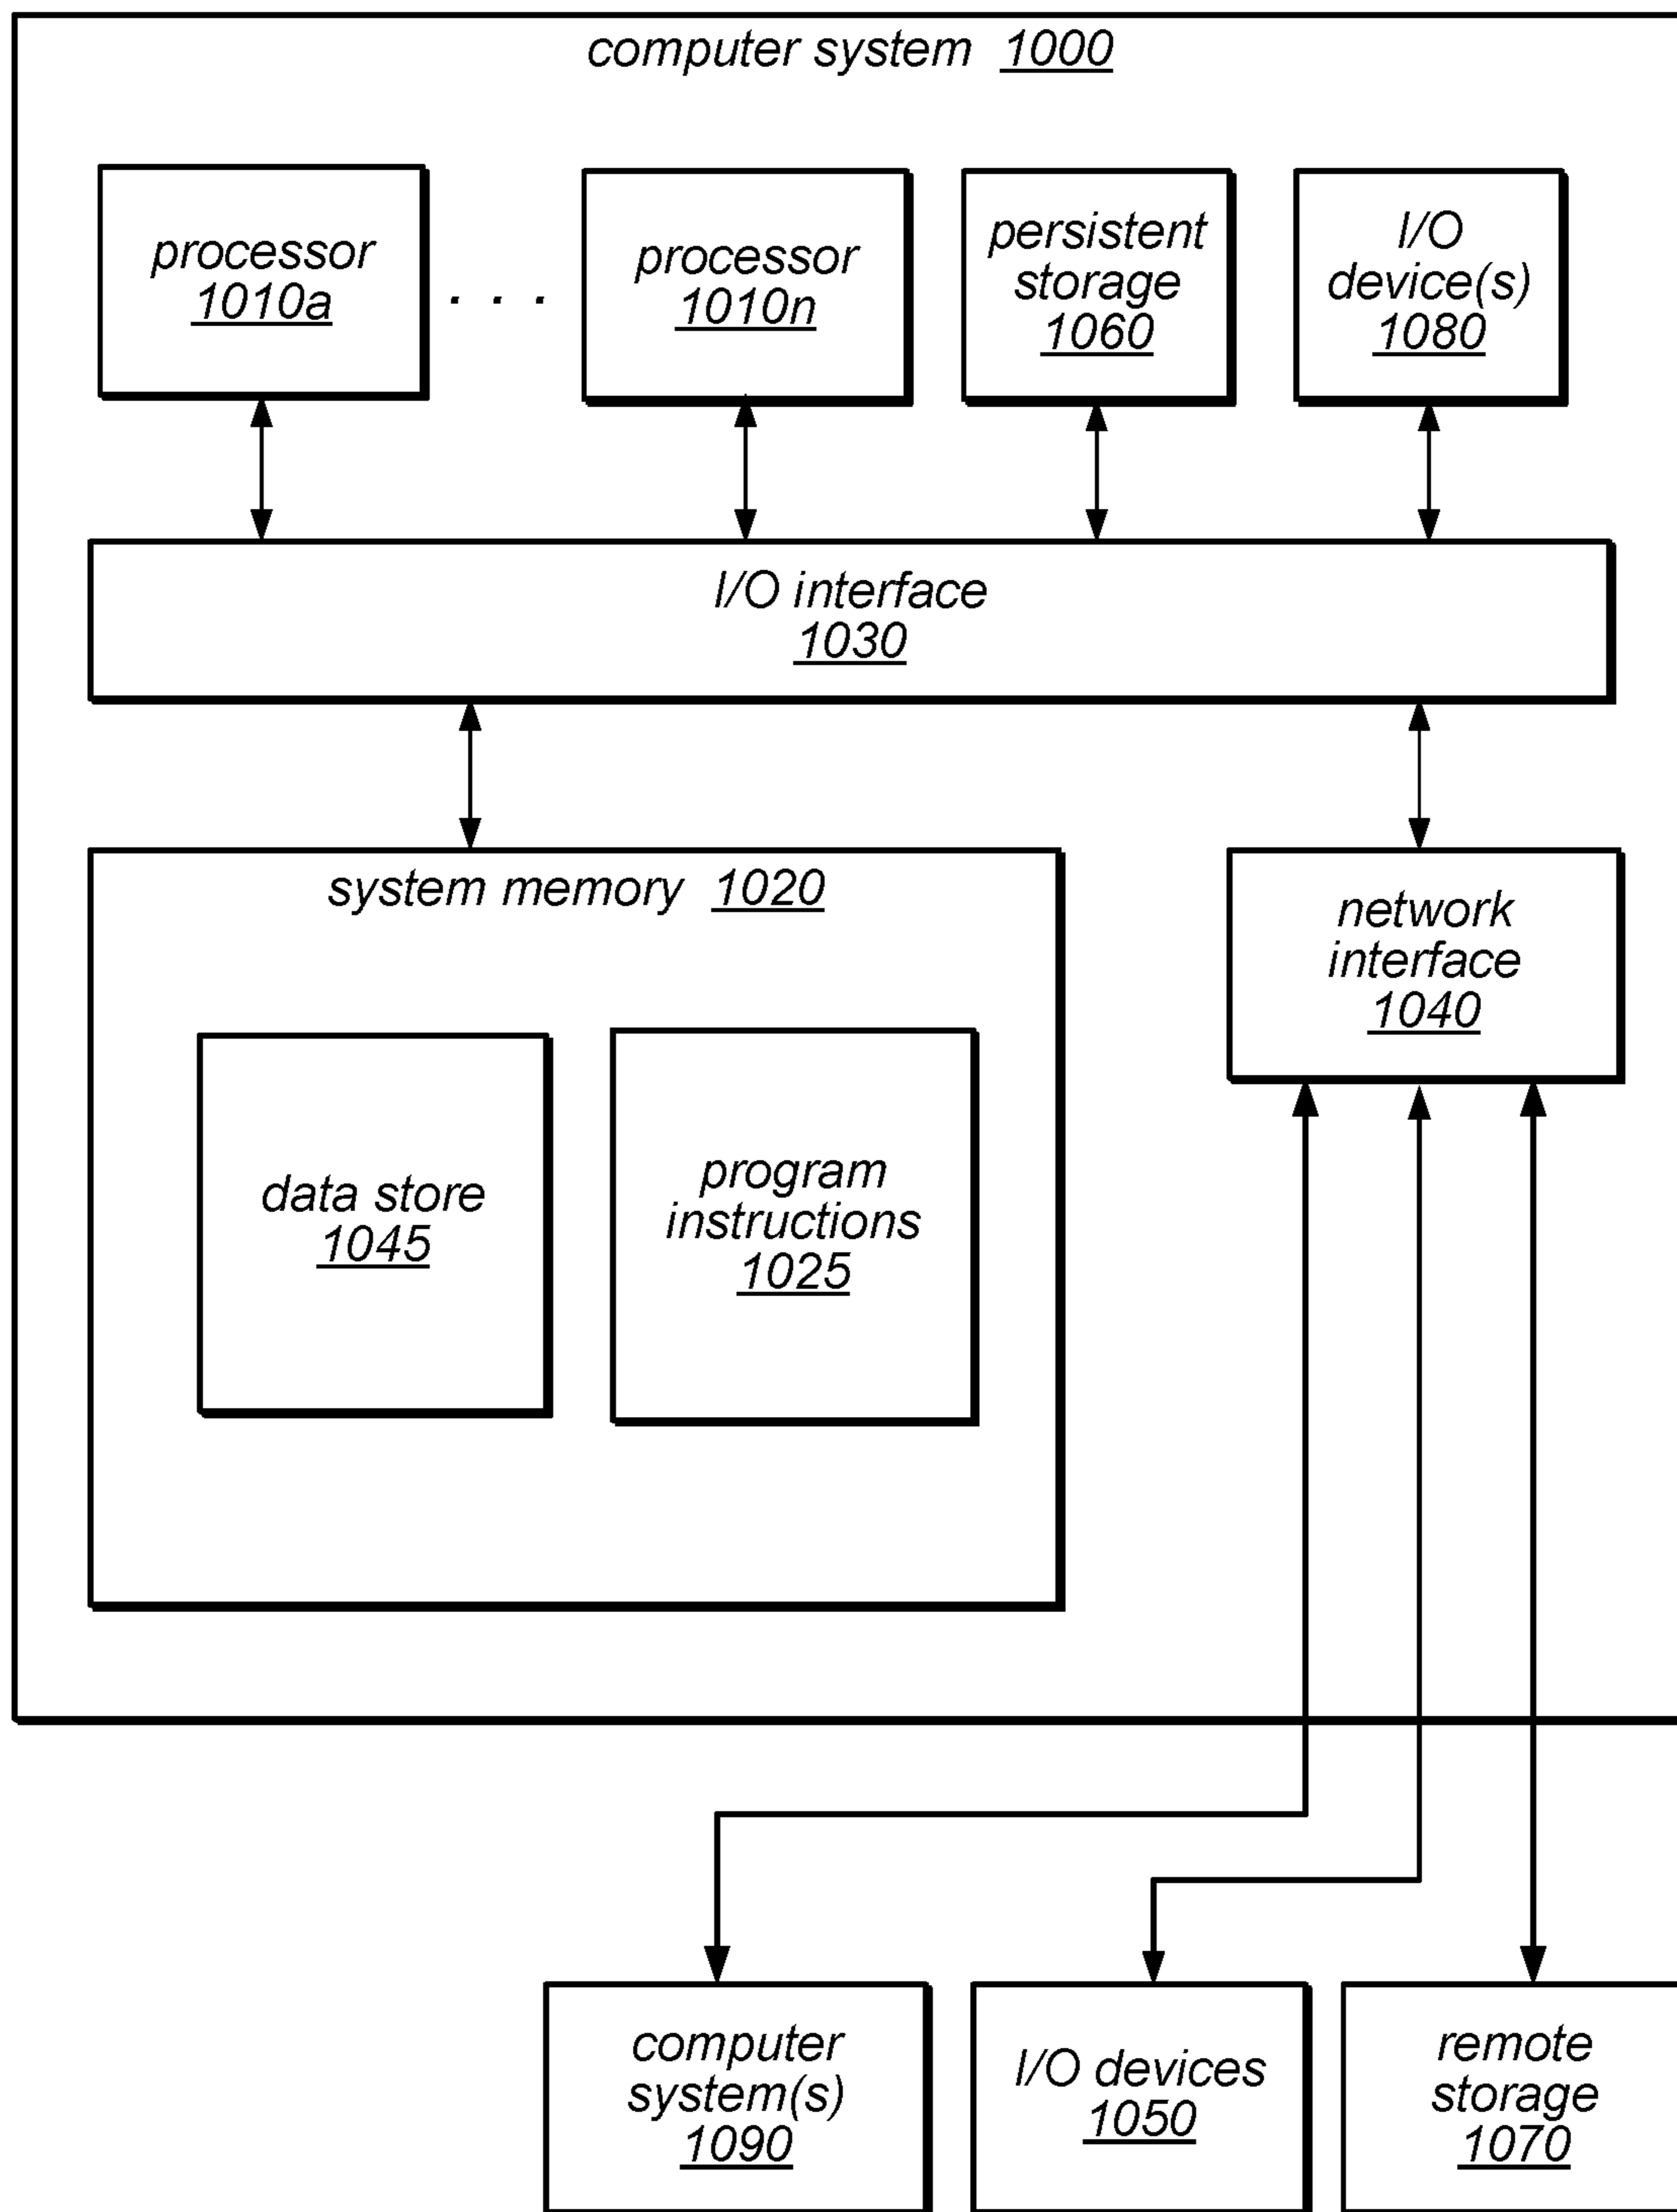 computer system 1000
processor
1010a
. . .
processor
1010n
persistent
storage
1060
I/O
device(s)
1080
I/O interface
1030
system memory 1020
network
interface
1040
data store
1045
program
instructions
1025
computer
system(s)
1090
I/O devices
1050
remote
storage
1070